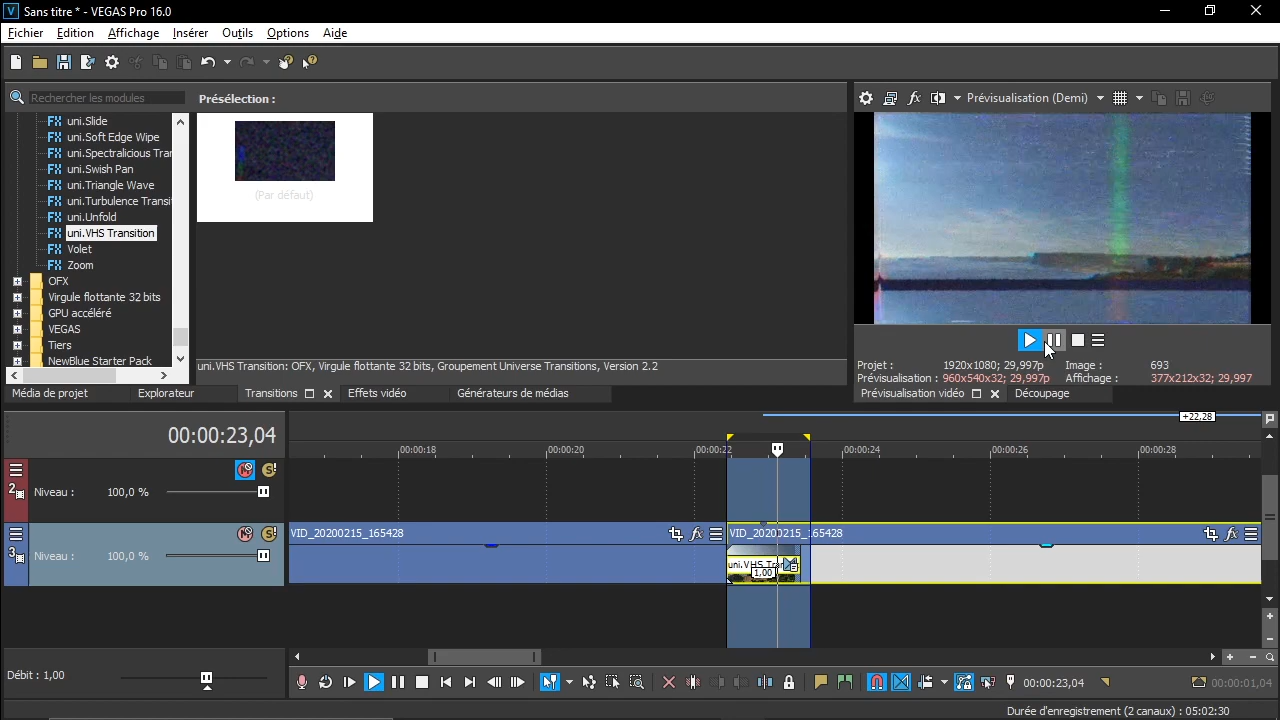 Sans titre * - VEGAS Pro 16.0
Fichier Edition Affichage Insérer Outils Options Aide
Rechercher les modules
Présélection :
Prévisualisation (Demi)
uni.Slide
uni.Soft Edge Wipe
uni.Spectralicious Tran
uni.Swish Pan
uni.Triangle Wave
uni.Turbulence Transit
uni.Unfold
uni.VHS Transition
Volet
Zoom
OFX
Virgule flottante 32 bits
GPU accéléré
VEGAS
Tiers
NewBlue Starter Pack
(Par défaut)
uni.VHS Transition: OFX, Virgule flottante 32 bits, Groupement Universe Transitions, Version 2.2
Projet : 1920x1080; 29,997p Image : 693
Prévisualisation : 960x540x32; 29,997p Affichage : 377x212x32; 29,997
Média de projet Explorateur Transitions Effets vidéo Générateurs de médias
Prévisualisation vidéo Découpage
+22,28
00:00:23,04
00:00:18 00:00:20 00:00:22 00:00:24 00:00:26 00:00:28
2
Niveau : 100,0 %
3
Niveau : 100,0 %
VID_20200215_165428 VID_20200215_165428
1,00
Débit : 1,00
00:00:23,04 00:00:01,04
Durée d'enregistrement (2 canaux) : 05:02:30